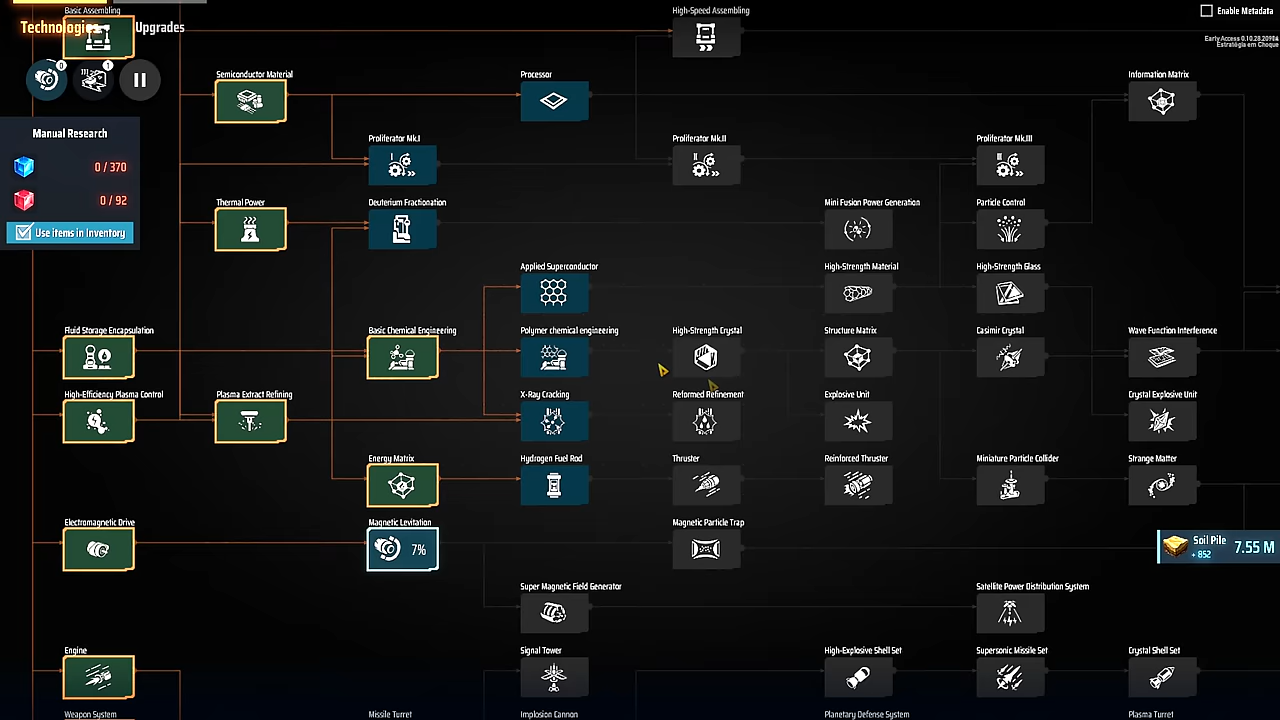 Basic Assembling
High-Speed Assembling
Enable Metadata
Technologies
Upgrades
Early Access 0.10.28.20
Estratégia em Choque
0
1
Semiconductor Material
Processor
Information Matrix
Manual Research
0 / 370
0 / 92
Use items in Inventory
Proliferator Mk.I
Proliferator Mk.II
Proliferator Mk.III
Thermal Power
Deuterium Fractionation
Mini Fusion Power Generation
Particle Control
Applied Superconductor
High-Strength Material
High-Strength Glass
Fluid Storage Encapsulation
Basic Chemical Engineering
Polymer chemical engineering
High-Strength Crystal
Structure Matrix
Casimir Crystal
Wave Function Interference
High-Efficiency Plasma Control
Plasma Extract Refining
X-Ray Cracking
Reformed Refinement
Explosive Unit
Crystal Explosive Unit
Energy Matrix
Hydrogen Fuel Rod
Thruster
Reinforced Thruster
Miniature Particle Collider
Strange Matter
Electromagnetic Drive
Magnetic Levitation
7%
Magnetic Particle Trap
Soil Pile
+ 852
7.55 M
Super Magnetic Field Generator
Satellite Power Distribution System
Engine
Signal Tower
High-Explosive Shell Set
Supersonic Missile Set
Crystal Shell Set
Weapon System
Missile Turret
Implosion Cannon
Planetary Defense System
Plasma Turret